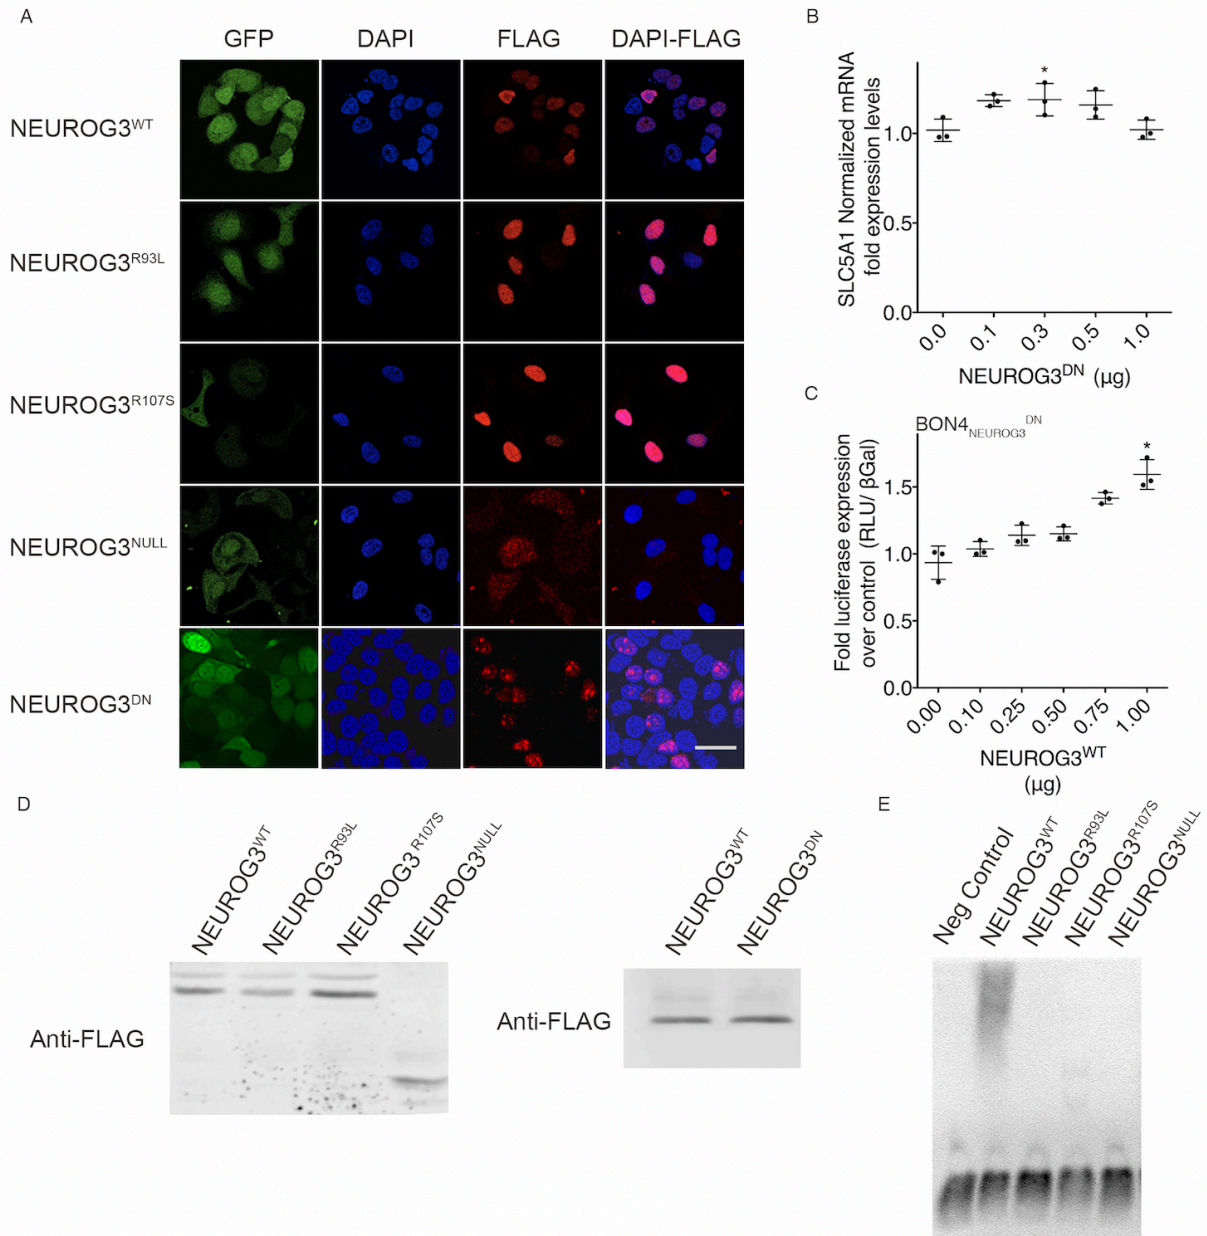 A
GFP DAPI FLAG DAPI-FLAG
NEUROG3WT
NEUROG3R93L
NEUROG3R107S
NEUROG3NULL
NEUROG3DN
B
SLC5A1 Normalized mRNA
fold expression levels
*
1.0
0.5
0.0
0.0 0.1 0.3 0.5 1.0
NEUROG3DN (µg)
C
BON4NEUROG3DN
Fold luciferase expression
over control (RLU/ βGal)
*
1.5
1.0
0.5
0.0
0.00 0.10 0.25 0.50 0.75 1.00
NEUROG3WT
(µg)
D
NEUROG3WT NEUROG3R93L NEUROG3R107S NEUROG3NULL
Anti-FLAG
NEUROG3WT NEUROG3DN
Anti-FLAG
E
Neg Control NEUROG3WT NEUROG3R93L NEUROG3R107S NEUROG3NULL